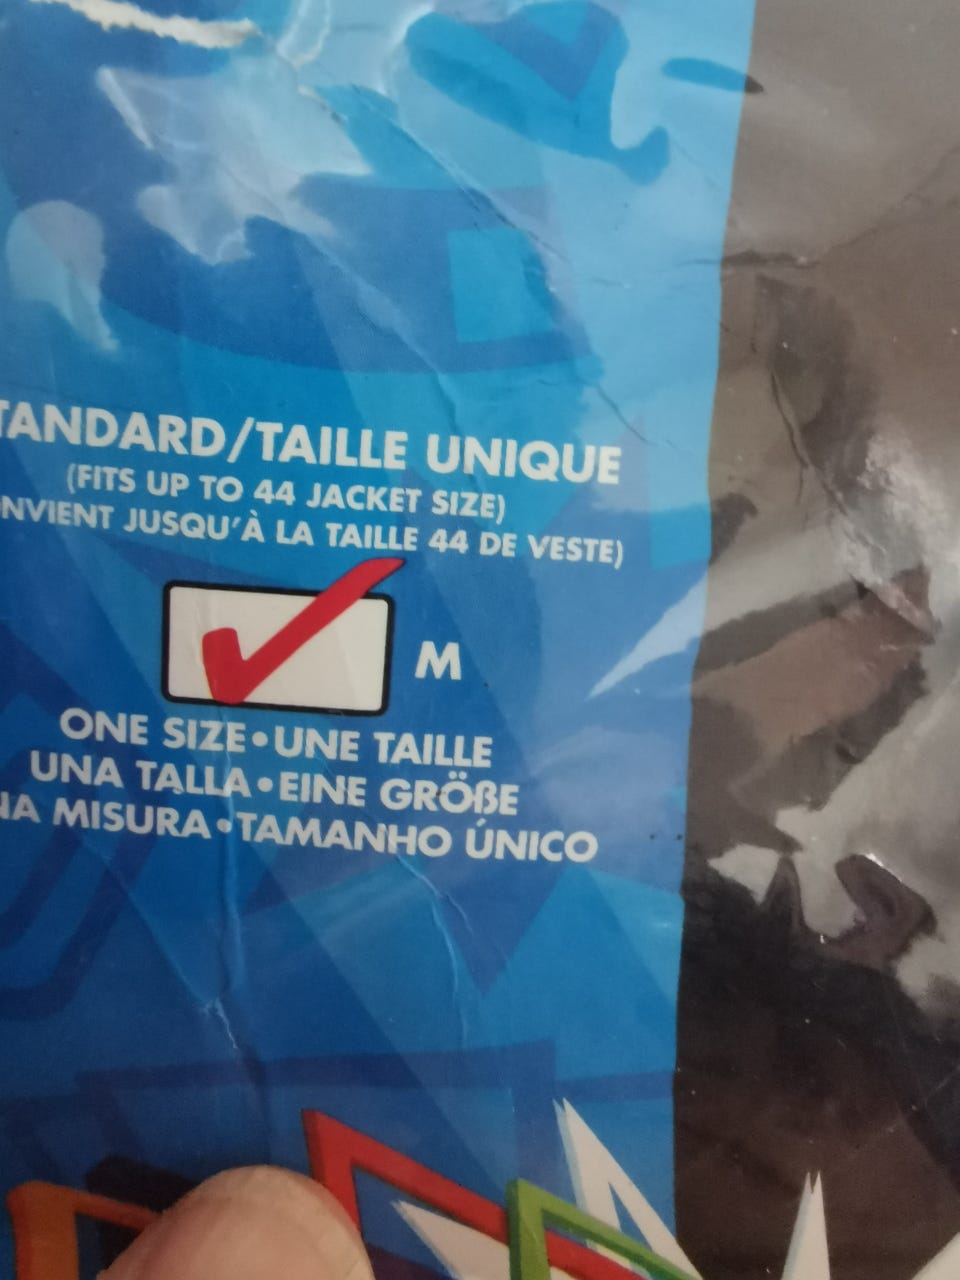 TANDARD/TAILLE UNIQUE
(FITS UP TO 44 JACKET SIZE)
ONVIENT JUSQU'À LA TAILLE 44 DE VESTE)
M
ONE SIZE•UNE TAILLE
UNA TALLA•EINE GRÖßE
NA MISURA•TAMANHO ÚNICO